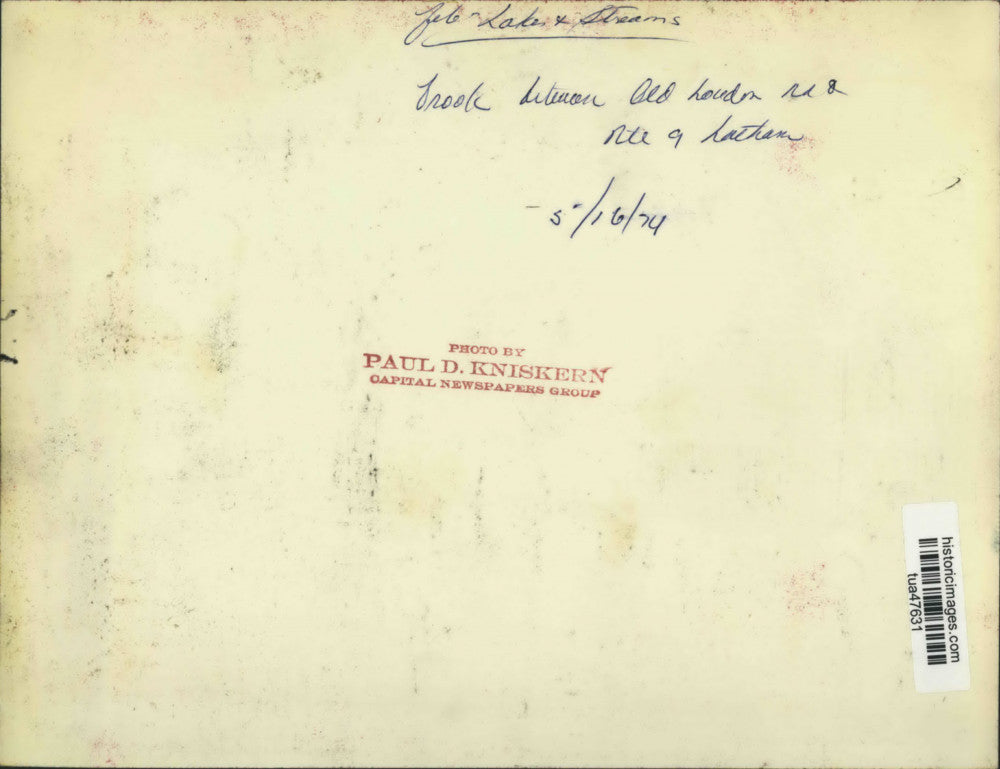 Lakes & Streams
brook between Old Loudon Rd &
Rte 9 Latham
- 5/16/74
PHOTO BY
PAUL D. KNISKERN
CAPITAL NEWSPAPERS GROUP
historicimages.com
tua47631